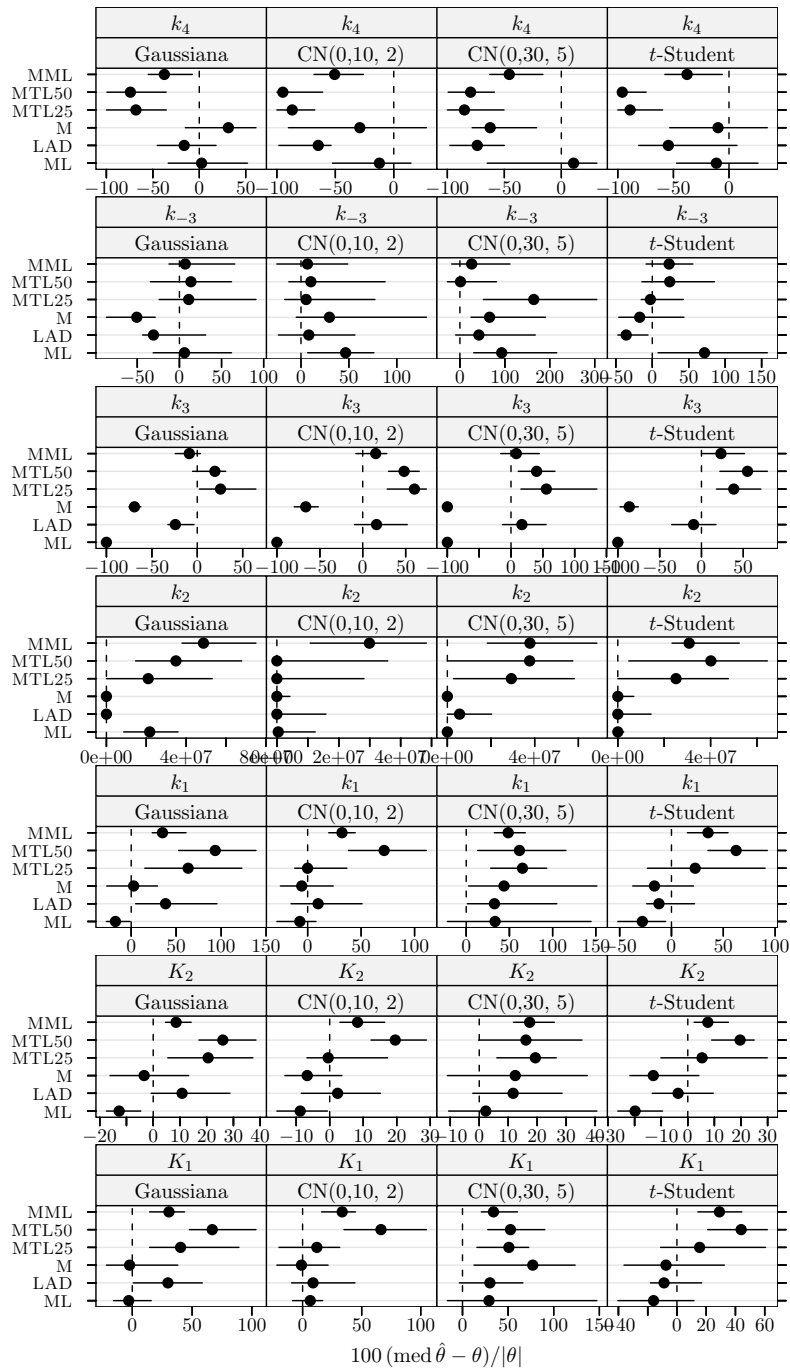 k₄ k₄ k₄ k₄
Gaussiana CN(0,10, 2) CN(0,30, 5) t-Student
MML
MTL50
MTL25
M
LAD
ML
−100 −50 0 50 −100 −50 0 −100 −50 0 −100 −50 0
k₋₃ k₋₃ k₋₃ k₋₃
Gaussiana CN(0,10, 2) CN(0,30, 5) t-Student
MML
MTL50
MTL25
M
LAD
ML
−50 0 50 100 0 50 100 0 100 200 300 −50 0 50 100 150
k₃ k₃ k₃ k₃
Gaussiana CN(0,10, 2) CN(0,30, 5) t-Student
MML
MTL50
MTL25
M
LAD
ML
−100 −50 0 50 −100 −50 0 50 −100 0 50 100 150 −100 −50 0 50
k₂ k₂ k₂ k₂
Gaussiana CN(0,10, 2) CN(0,30, 5) t-Student
MML
MTL50
MTL25
M
LAD
ML
0e+00 4e+07 8e+07 0e+00 2e+07 4e+07 0e+00 4e+07 0e+00 4e+07
k₁ k₁ k₁ k₁
Gaussiana CN(0,10, 2) CN(0,30, 5) t-Student
MML
MTL50
MTL25
M
LAD
ML
0 50 100 150 0 50 100 0 50 100 150 −50 0 50 100
K₂ K₂ K₂ K₂
Gaussiana CN(0,10, 2) CN(0,30, 5) t-Student
MML
MTL50
MTL25
M
LAD
ML
−20 0 10 20 30 40 −10 0 10 20 30 −10 0 10 20 30 40 −10 0 10 20 30
K₁ K₁ K₁ K₁
Gaussiana CN(0,10, 2) CN(0,30, 5) t-Student
MML
MTL50
MTL25
M
LAD
ML
0 50 100 0 50 100 0 50 100 150 −40 0 20 40 60
100 (med θ̂ − θ)/|θ|